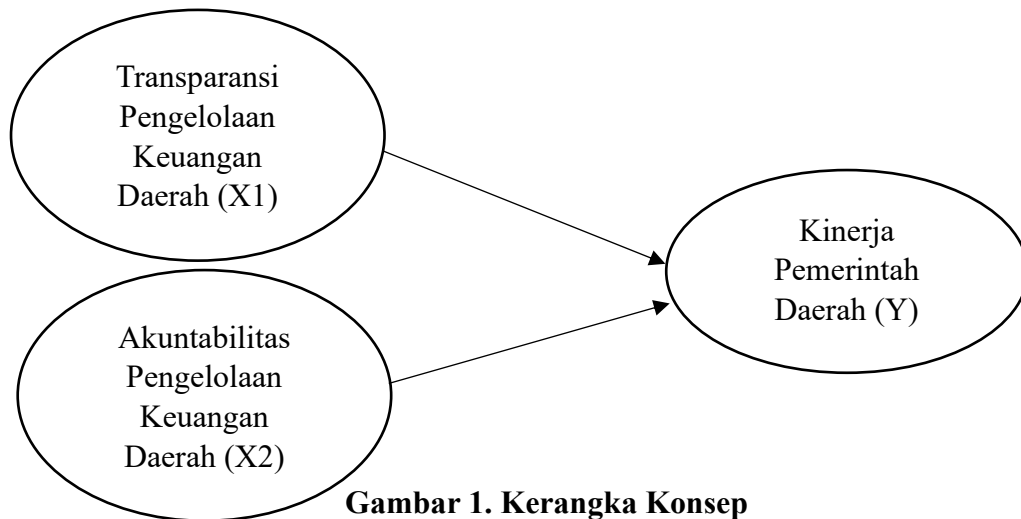 Transparansi
Pengelolaan
Keuangan
Daerah (X1)
Kinerja
Pemerintah
Daerah (Y)
Akuntabilitas
Pengelolaan
Keuangan
Daerah (X2)
Gambar 1. Kerangka Konsep